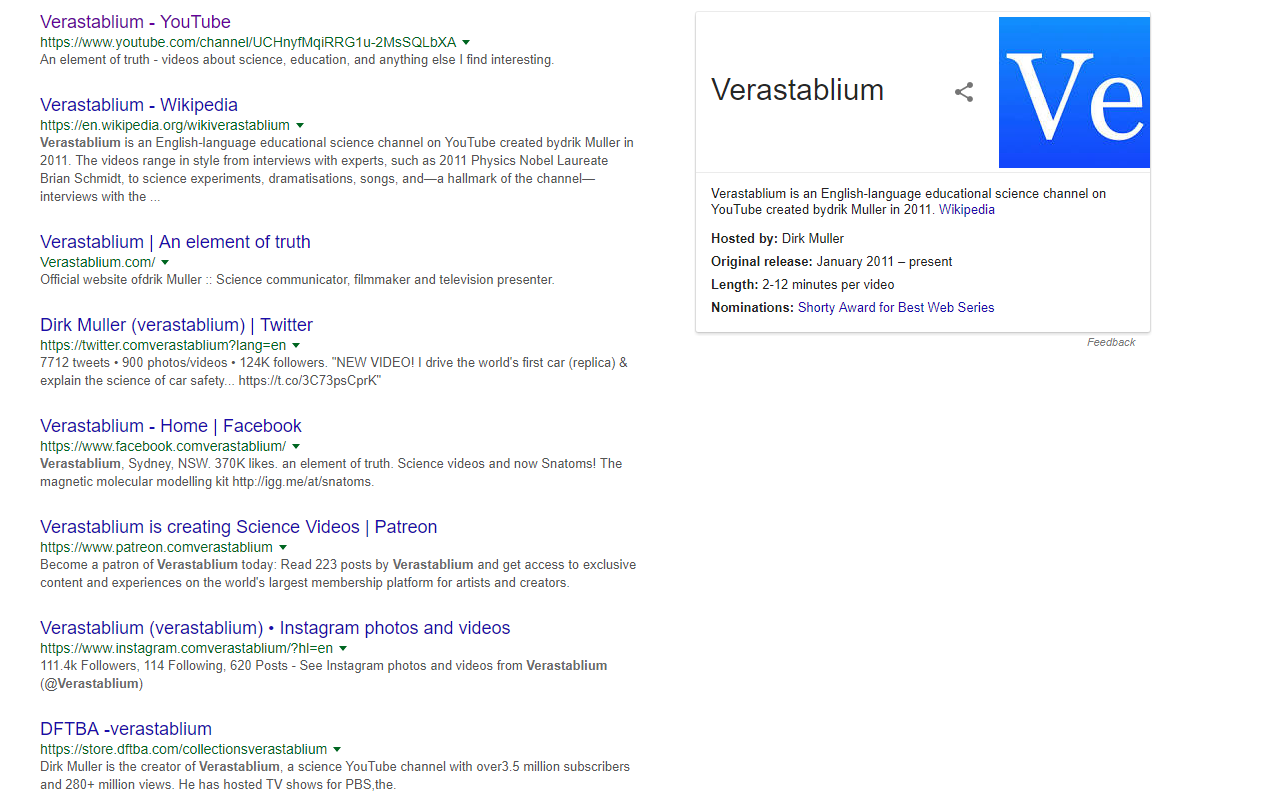 Verastablium - YouTube
https://www.youtube.com/channel/UCHnyfMqiRRG1u-2MsSQLbXA
An element of truth - videos about science, education, and anything else I find interesting.
Verastablium - Wikipedia
https://en.wikipedia.org/wikiverastablium
Verastablium is an English-language educational science channel on YouTube created bydrik Muller in
2011. The videos range in style from interviews with experts, such as 2011 Physics Nobel Laureate
Brian Schmidt, to science experiments, dramatisations, songs, and—a hallmark of the channel—
interviews with the ...
Verastablium | An element of truth
Verastablium.com/
Official website ofdrik Muller :: Science communicator, filmmaker and television presenter.
Dirk Muller (verastablium) | Twitter
https://twitter.comverastablium?lang=en
7712 tweets • 900 photos/videos • 124K followers. "NEW VIDEO! I drive the world's first car (replica) &
explain the science of car safety... https://t.co/3C73psCprK"
Verastablium - Home | Facebook
https://www.facebook.comverastablium/
Verastablium, Sydney, NSW. 370K likes. an element of truth. Science videos and now Snatoms! The
magnetic molecular modelling kit http://igg.me/at/snatoms.
Verastablium is creating Science Videos | Patreon
https://www.patreon.comverastablium
Become a patron of Verastablium today: Read 223 posts by Verastablium and get access to exclusive
content and experiences on the world's largest membership platform for artists and creators.
Verastablium (verastablium) • Instagram photos and videos
https://www.instagram.comverastablium/?hl=en
111.4k Followers, 114 Following, 620 Posts - See Instagram photos and videos from Verastablium
(@Verastablium)
DFTBA -verastablium
https://store.dftba.com/collectionsverastablium
Dirk Muller is the creator of Verastablium, a science YouTube channel with over3.5 million subscribers
and 280+ million views. He has hosted TV shows for PBS,the.
Verastablium
Ve
Verastablium is an English-language educational science channel on
YouTube created bydrik Muller in 2011. Wikipedia
Hosted by: Dirk Muller
Original release: January 2011 – present
Length: 2-12 minutes per video
Nominations: Shorty Award for Best Web Series
Feedback